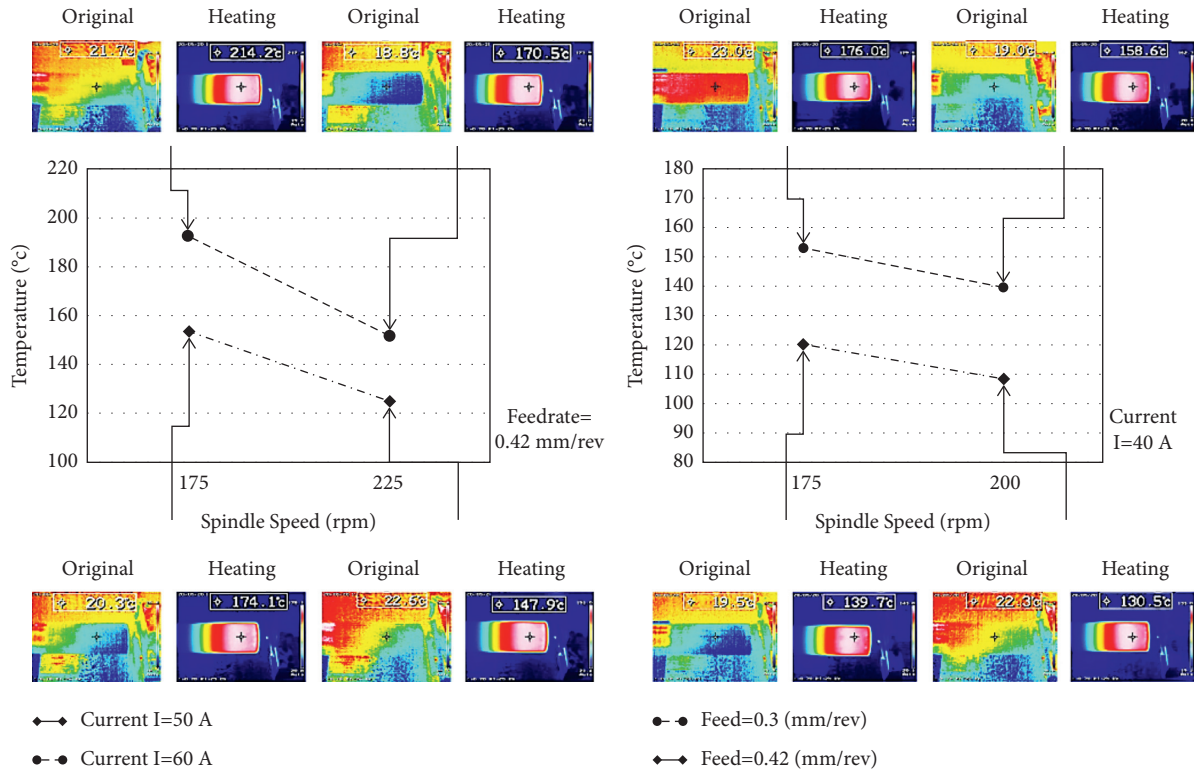 Original Heating Original Heating Original Heating Original Heating
21.7°c 214.2°c 18.8°c 170.5°c 23.0°c 176.0°c 19.0°c 158.6°c
220
200
180
160
140
120
100
Temperature (°c)
175 225
Spindle Speed (rpm)
Feedrate=
0.42 mm/rev
180
170
160
150
140
130
120
110
100
90
80
Temperature (°c)
175 200
Spindle Speed (rpm)
Current
I=40 A
Original Heating Original Heating Original Heating Original Heating
20.3°c 174.1°c 22.5°c 147.9°c 19.5°c 139.7°c 22.3°c 130.5°c
Current I=50 A
Current I=60 A
Feed=0.3 (mm/rev)
Feed=0.42 (mm/rev)